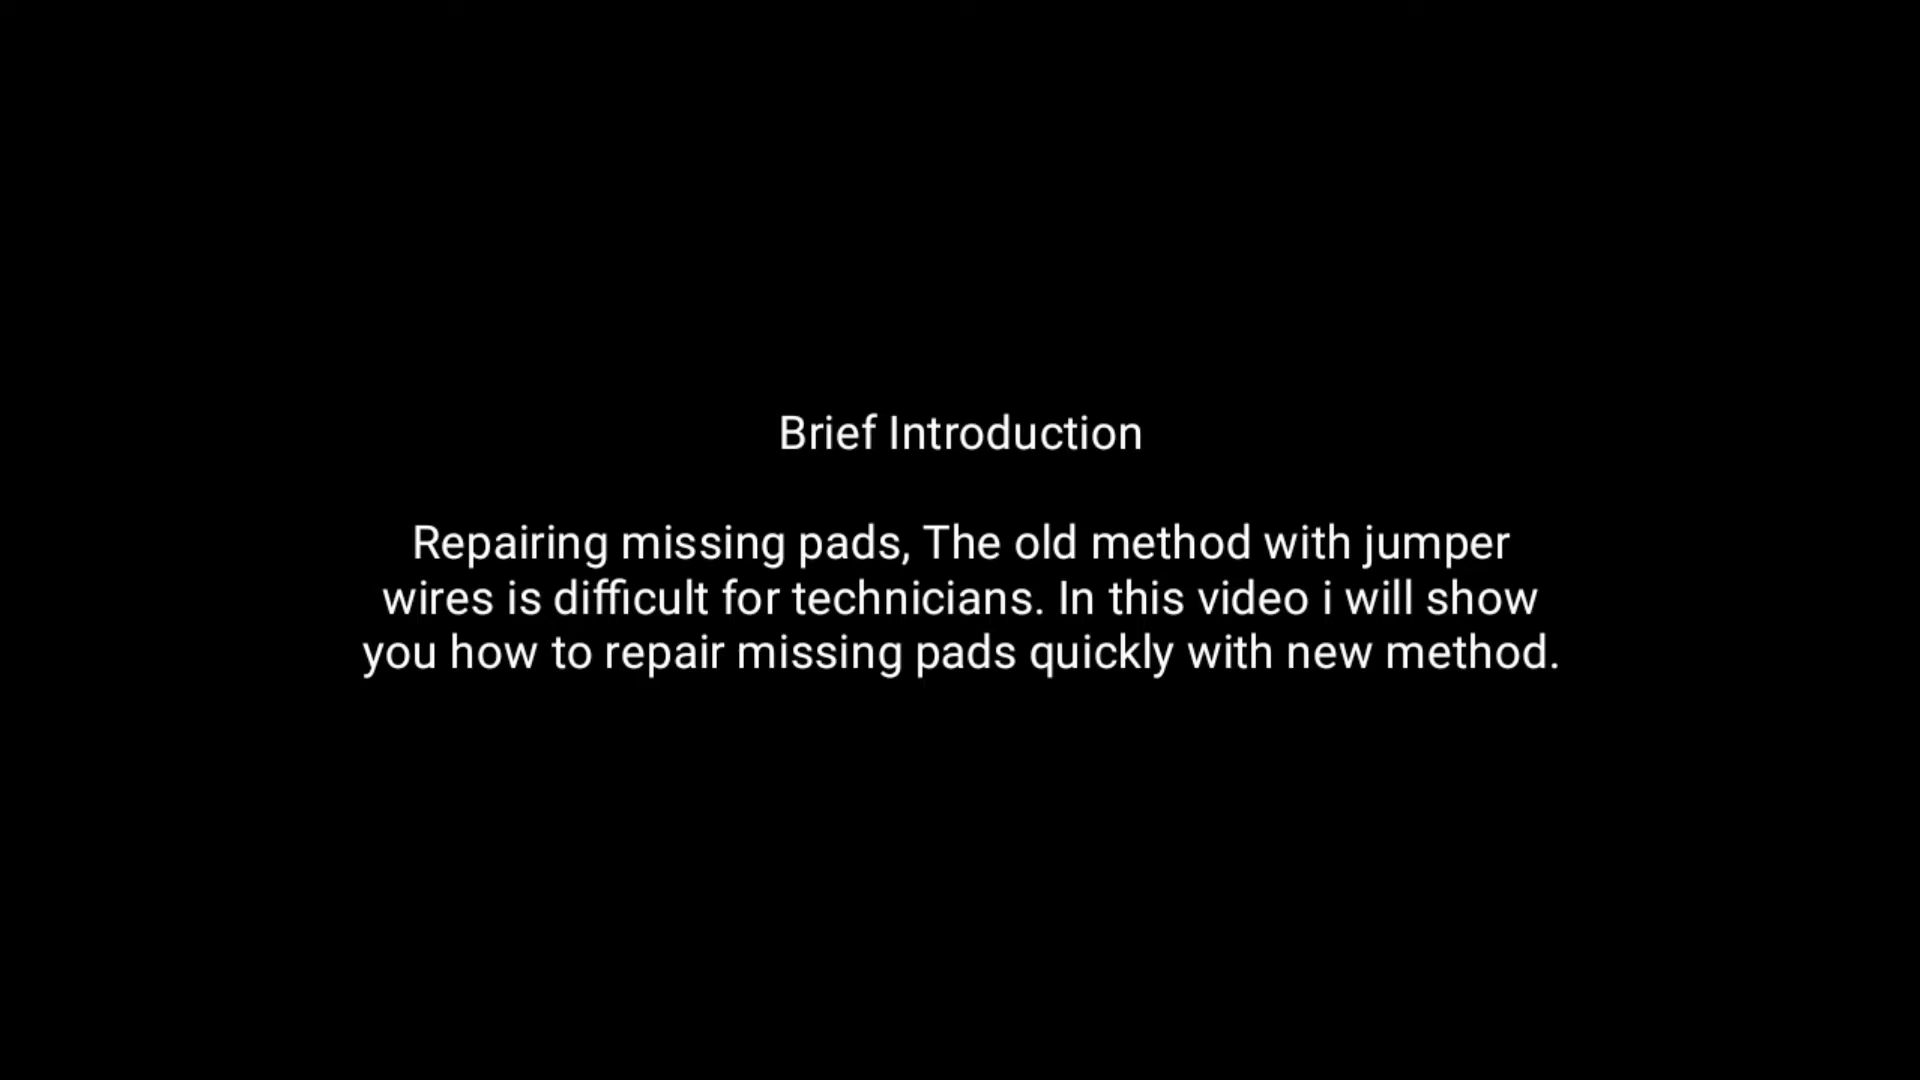 Brief Introduction
Repairing missing pads, The old method with jumper
wires is difficult for technicians. In this video i will show
you how to repair missing pads quickly with new method.